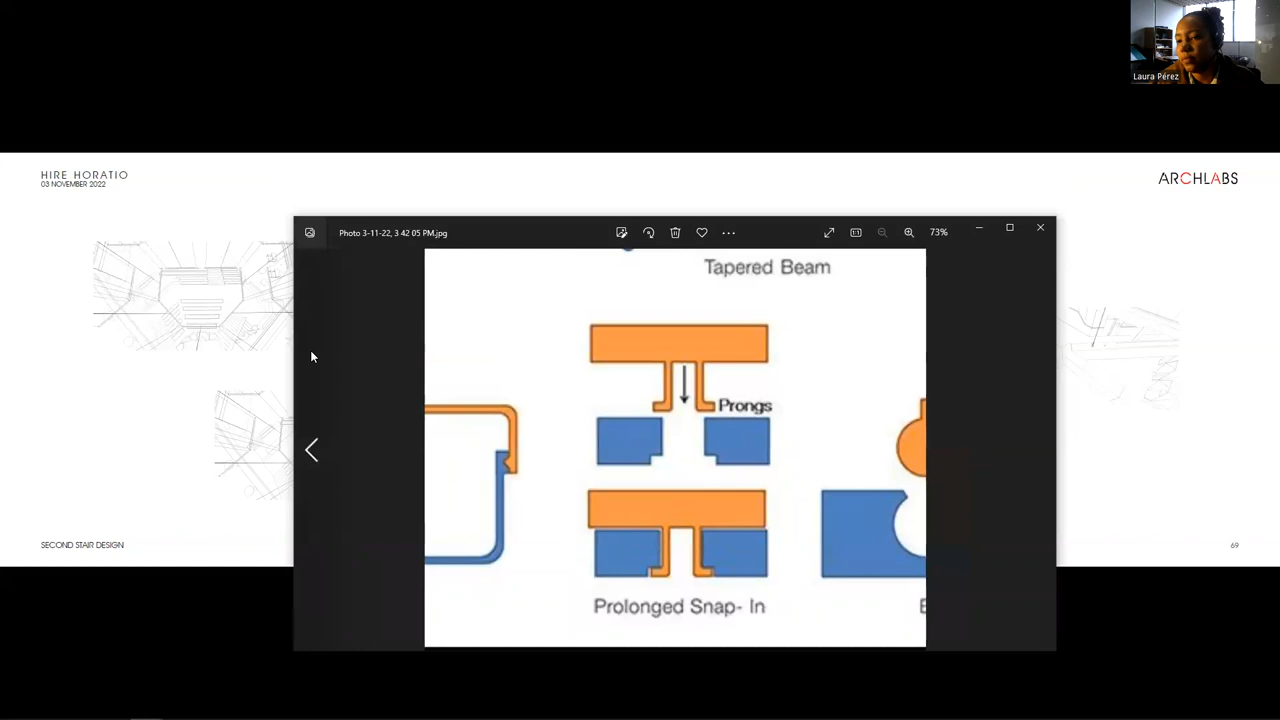 Laura Pérez
HIRE HORATIO
03 NOVEMBER 2022
ARCHLABS
Photo 3-11-22, 3 42 05 PM.jpg
73%
Tapered Beam
Prongs
Prolonged Snap- In
SECOND STAIR DESIGN
69